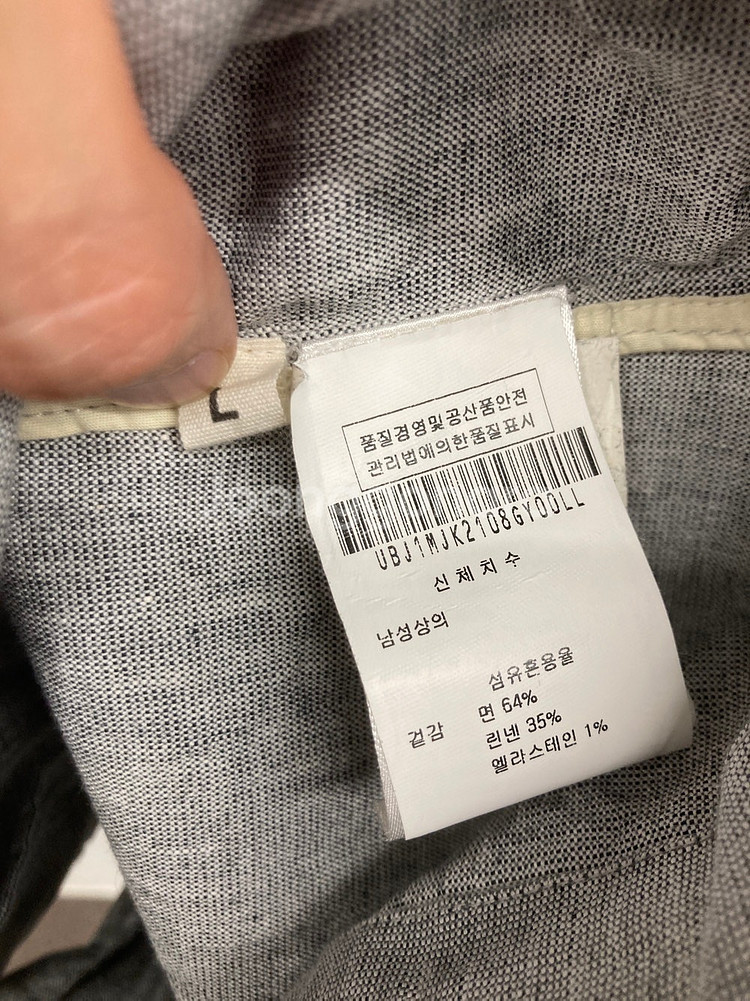 L
품질경영및공산품안전
관리법에의한품질표시
UBJ1MJK2108GYOOLL
신체치수
남성상의
섬유혼용율
겉감
면 64%
린넨 35%
엘라스테인 1%